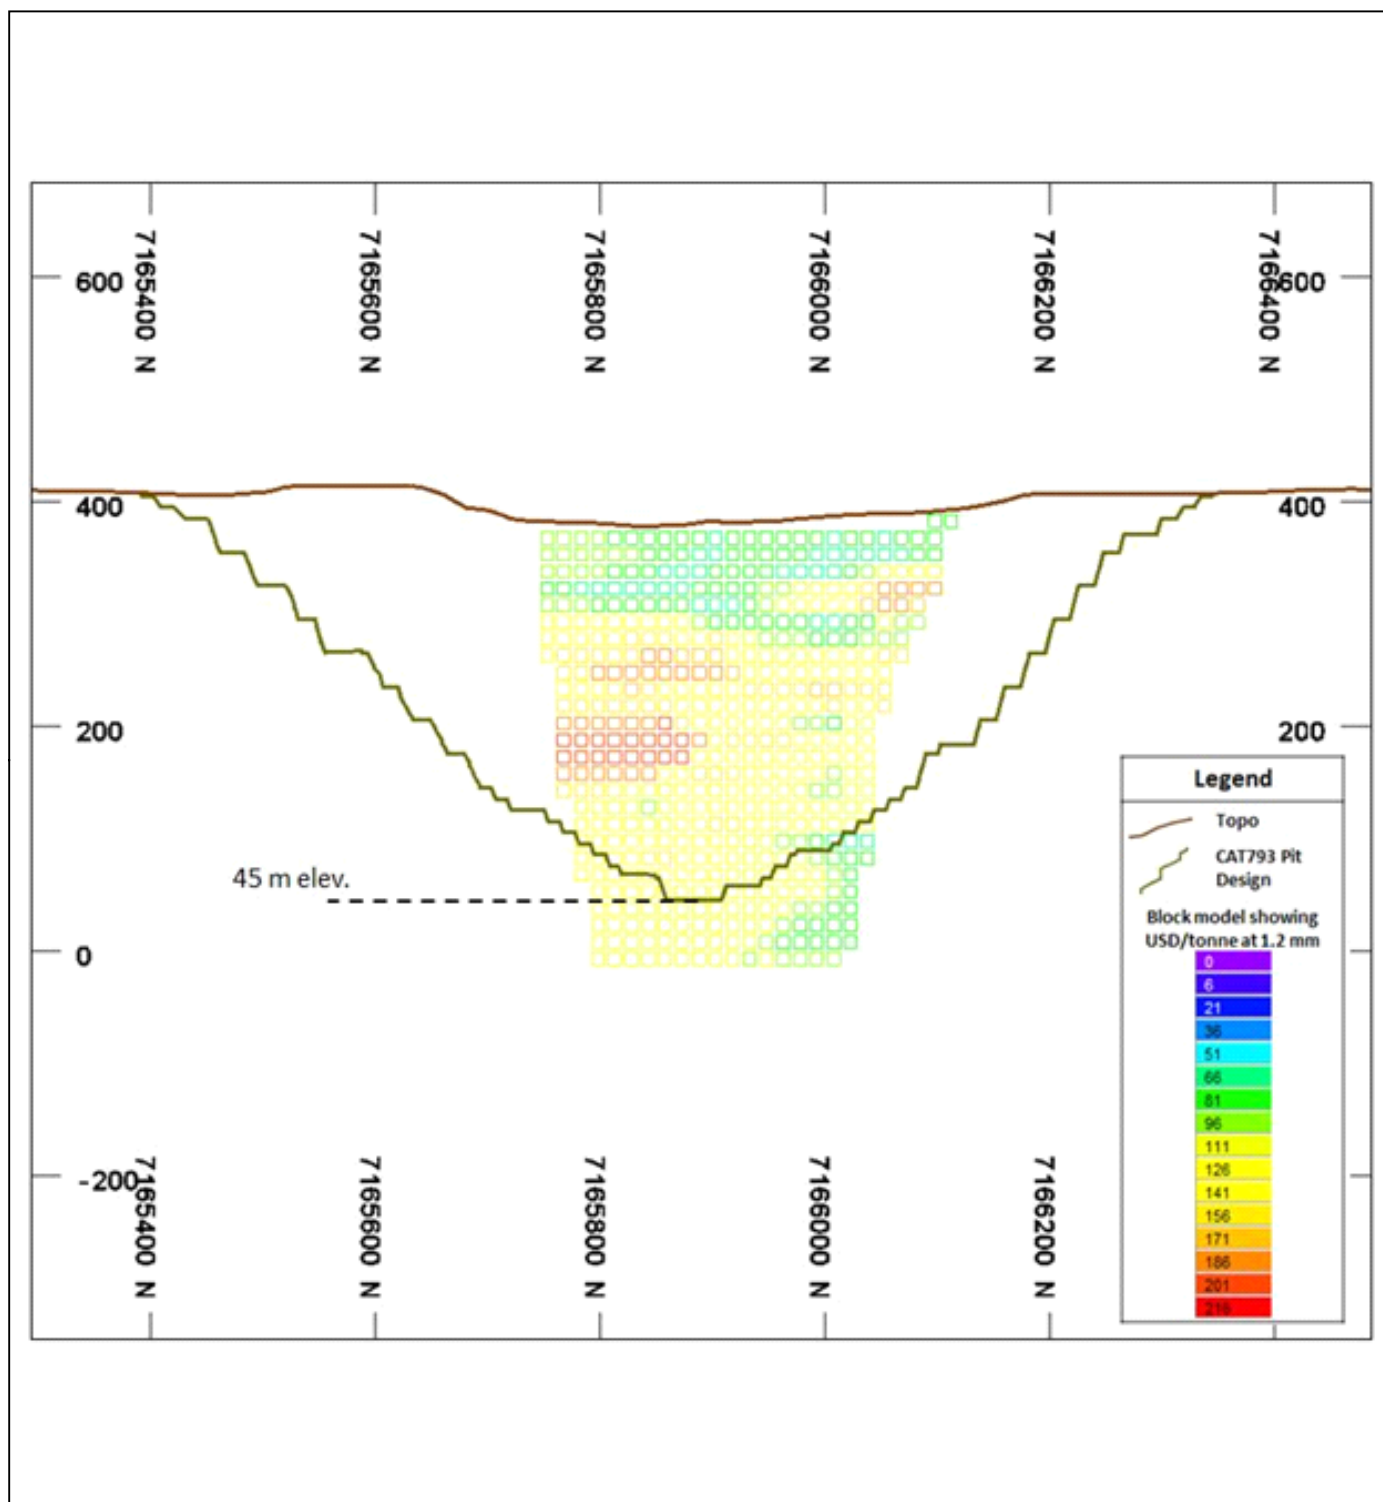 7165400 N
7165600 N
7165800 N
7166000 N
7166200 N
7166400 N
600
600
400
400
200
200
45 m elev.
0
-200
7165400 N
7165600 N
7165800 N
7166000 N
7166200 N
Legend
Topo
CAT793 Pit
Design
Block model showing
USD/tonne at 1.2 mm
0
6
21
36
51
66
81
96
111
126
141
156
171
186
201
216